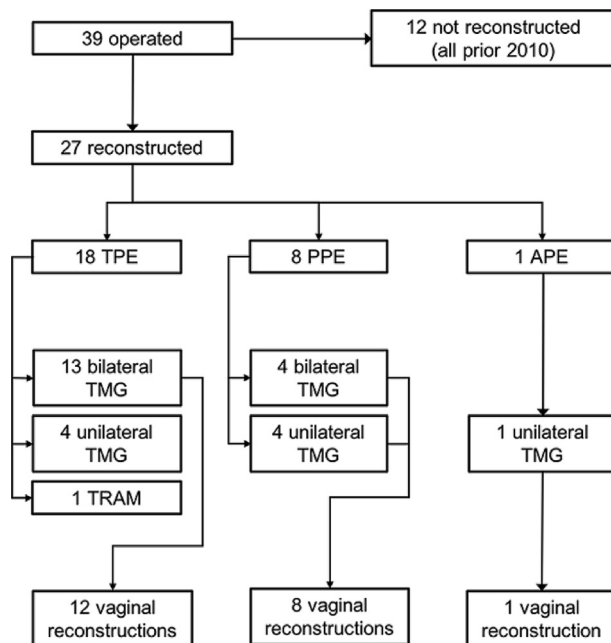 39 operated
12 not reconstructed
(all prior 2010)
27 reconstructed
18 TPE
8 PPE
1 APE
13 bilateral
TMG
4 bilateral
TMG
4 unilateral
TMG
4 unilateral
TMG
1 unilateral
TMG
1 TRAM
12 vaginal
reconstructions
8 vaginal
reconstructions
1 vaginal
reconstruction